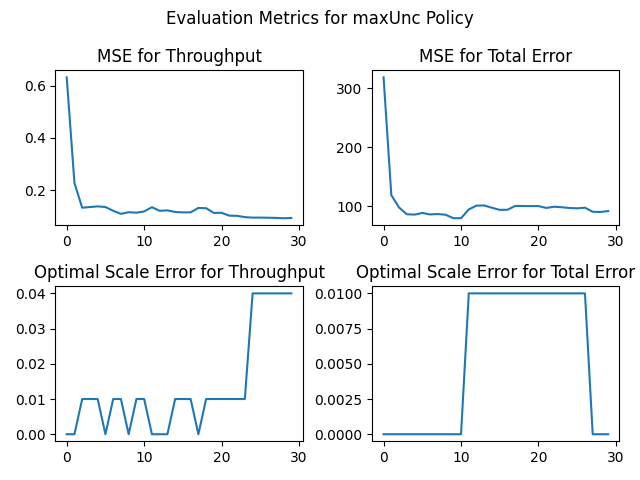 Evaluation Metrics for maxUnc Policy
MSE for Throughput
0.6
0.4
0.2
0 10 20 30
MSE for Total Error
300
200
100
0 10 20 30
Optimal Scale Error for Throughput
0.04
0.03
0.02
0.01
0.00
0 10 20 30
Optimal Scale Error for Total Error
0.0100
0.0075
0.0050
0.0025
0.0000
0 10 20 30